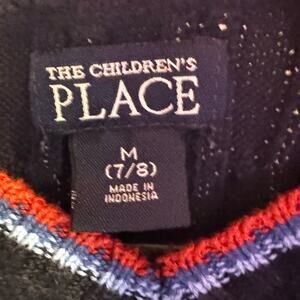 THE CHILDREN'S
PLACE
M
(7/8)
MADE IN
INDONESIA